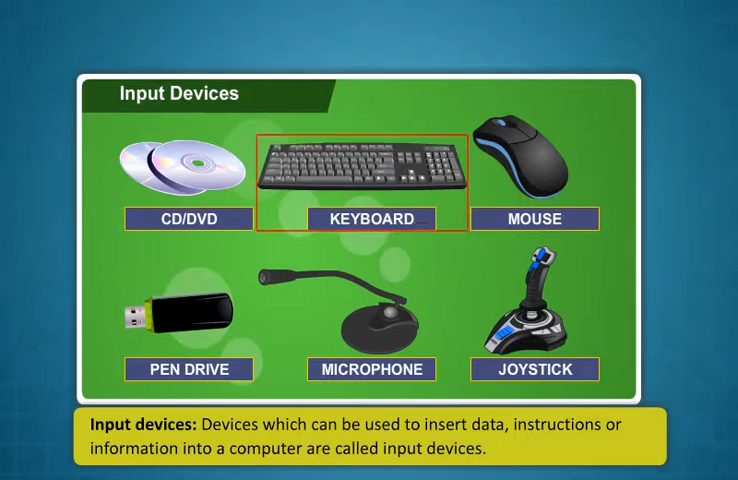 Input Devices
CD/DVD
KEYBOARD
MOUSE
PEN DRIVE
MICROPHONE
JOYSTICK
Input devices: Devices which can be used to insert data, instructions or
information into a computer are called input devices.